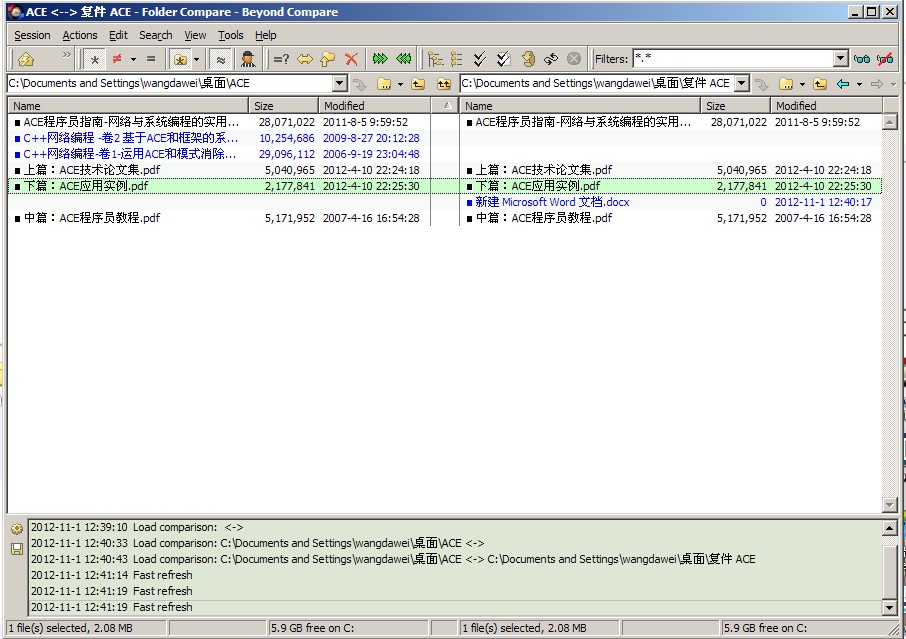 ACE <--> 复件 ACE - Folder Compare - Beyond Compare
Session Actions Edit Search View Tools Help
Filters: *.*
C:\Documents and Settings\wangdawei\桌面\ACE C:\Documents and Settings\wangdawei\桌面\复件 ACE
Name Size Modified Name Size Modified
ACE程序员指南-网络与系统编程的实用... 28,071,022 2011-8-5 9:59:52 ACE程序员指南-网络与系统编程的实用... 28,071,022 2011-8-5 9:59:52
C++网络编程 -卷2 基于ACE和框架的系... 10,254,686 2009-8-27 20:12:28
C++网络编程-卷1-运用ACE和模式消除... 29,096,112 2006-9-19 23:04:48
上篇：ACE技术论文集.pdf 5,040,965 2012-4-10 22:24:18 上篇：ACE技术论文集.pdf 5,040,965 2012-4-10 22:24:18
下篇：ACE应用实例.pdf 2,177,841 2012-4-10 22:25:30 下篇：ACE应用实例.pdf 2,177,841 2012-4-10 22:25:30
新建 Microsoft Word 文档.docx 0 2012-11-1 12:40:17
中篇：ACE程序员教程.pdf 5,171,952 2007-4-16 16:54:28 中篇：ACE程序员教程.pdf 5,171,952 2007-4-16 16:54:28
2012-11-1 12:39:10 Load comparison: <->
2012-11-1 12:40:33 Load comparison: C:\Documents and Settings\wangdawei\桌面\ACE <->
2012-11-1 12:40:43 Load comparison: C:\Documents and Settings\wangdawei\桌面\ACE <-> C:\Documents and Settings\wangdawei\桌面\复件 ACE
2012-11-1 12:41:14 Fast refresh
2012-11-1 12:41:19 Fast refresh
2012-11-1 12:41:19 Fast refresh
1 file(s) selected, 2.08 MB 5.9 GB free on C: 1 file(s) selected, 2.08 MB 5.9 GB free on C: